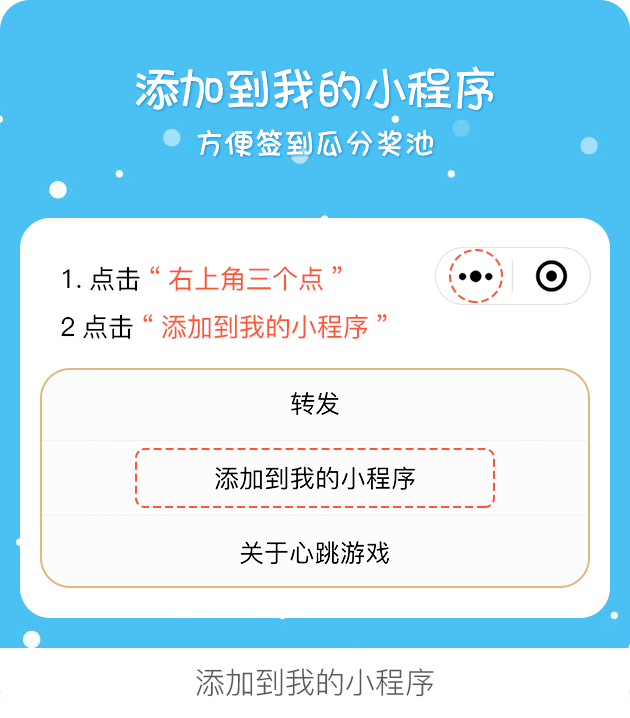 添加到我的小程序
方便签到瓜分奖池
1. 点击 “ 右上角三个点 ”
2 点击 “ 添加到我的小程序 ”
转发
添加到我的小程序
关于心跳游戏
添加到我的小程序